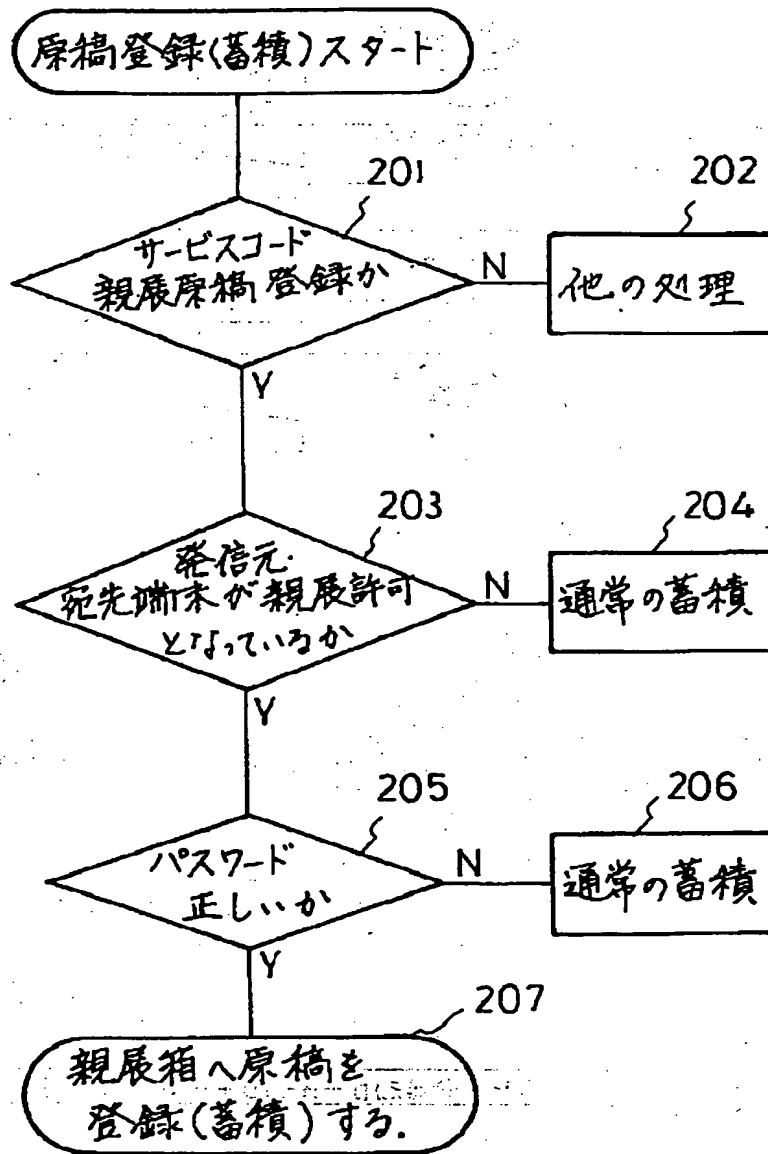 原稿登録(蓄積)スタート
201
サービスコード
親展原稿登録か
N
202
他の処理
Y
203
発信元・
宛先端末が親展許可
となっているか
N
204
通常の蓄積
Y
205
パスワード
正しいか
N
206
通常の蓄積
Y
207
親展箱へ原稿を
登録(蓄積)する.